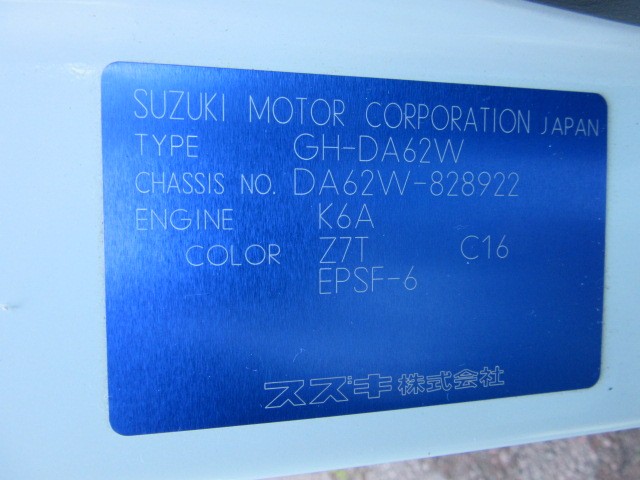 SUZUKI MOTOR CORPORATION JAPAN
TYPE GH-DA62W
CHASSIS NO. DA62W-828922
ENGINE K6A
COLOR Z7T C16
EPSF-6
スズキ株式会社